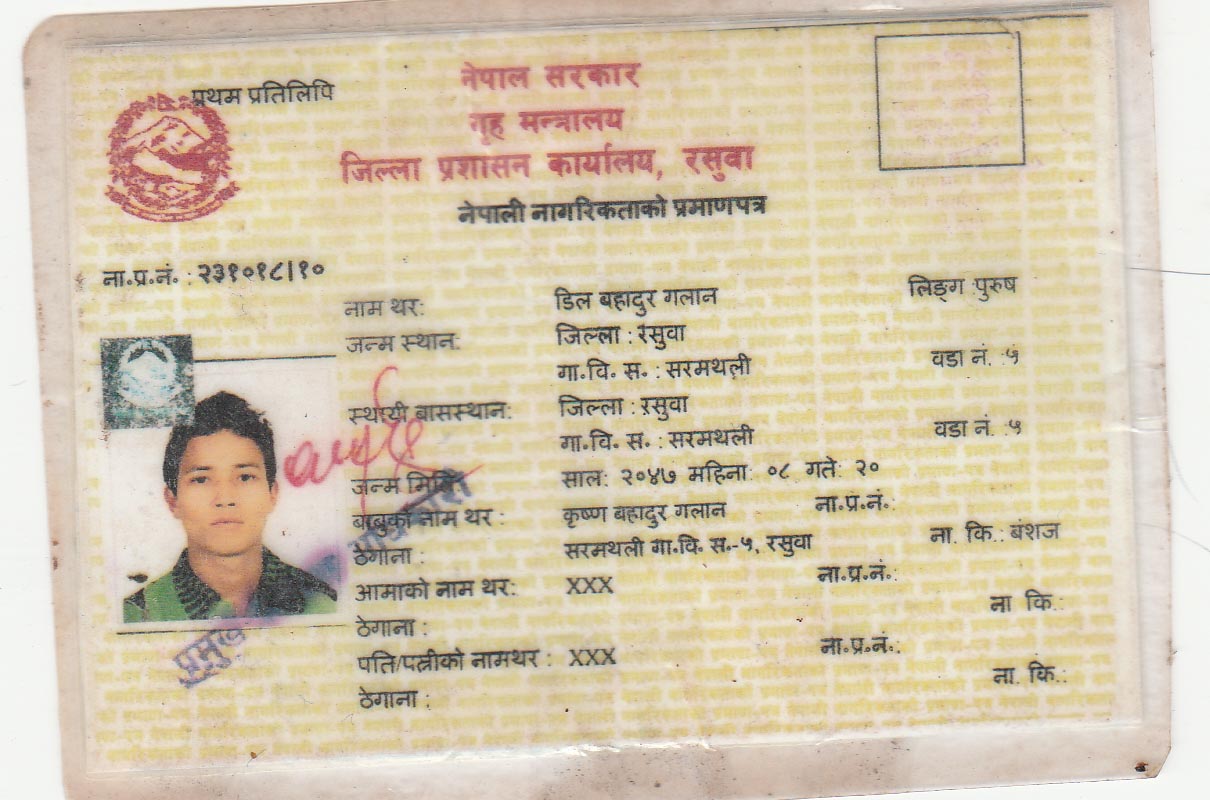 प्रथम प्रतिलिपि
नेपाल सरकार
गृह मन्त्रालय
जिल्ला प्रशासन कार्यालय, रसुवा
नेपाली नागरिकताको प्रमाणपत्र
ना.प्र.नं. : २३१०१८।१०
नाम थर: डिल बहादुर गलान लिङ्ग :पुरुष
जन्म स्थान: जिल्ला : रसुवा
गा.वि. स. : सरमथली वडा नं. :५
स्थायी बासस्थान: जिल्ला : रसुवा
गा.वि. स. : सरमथली वडा नं. :५
जन्म मिति साल: २०४७ महिना: ०८ गते: २०
बाबुको नाम थर : कृष्ण बहादुर गलान ना.प्र.नं.:
ठेगाना : सरमथली गा.वि. स.-५, रसुवा ना. कि.: बंशज
आमाको नाम थर: XXX ना.प्र.नं.:
ठेगाना : ना कि.:
पति/पत्नीको नामथर : XXX ना.प्र.नं.:
ठेगाना : ना. कि.:
प्रमुख